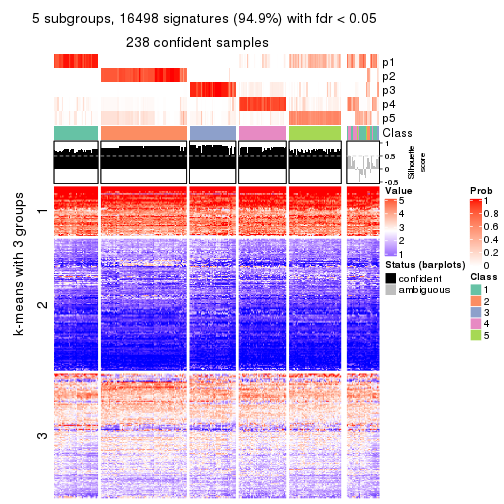 5 subgroups, 16498 signatures (94.9%) with fdr < 0.05
238 confident samples
p1
p2
p3
p4
p5
Class
1
0.5
0
-0.5
Silhouette
score
k-means with 3 groups
1
2
3
Value
5
4
3
2
1
Status (barplots)
confident
ambiguous
Prob
1
0.8
0.6
0.4
0.2
0
Class
1
2
3
4
5